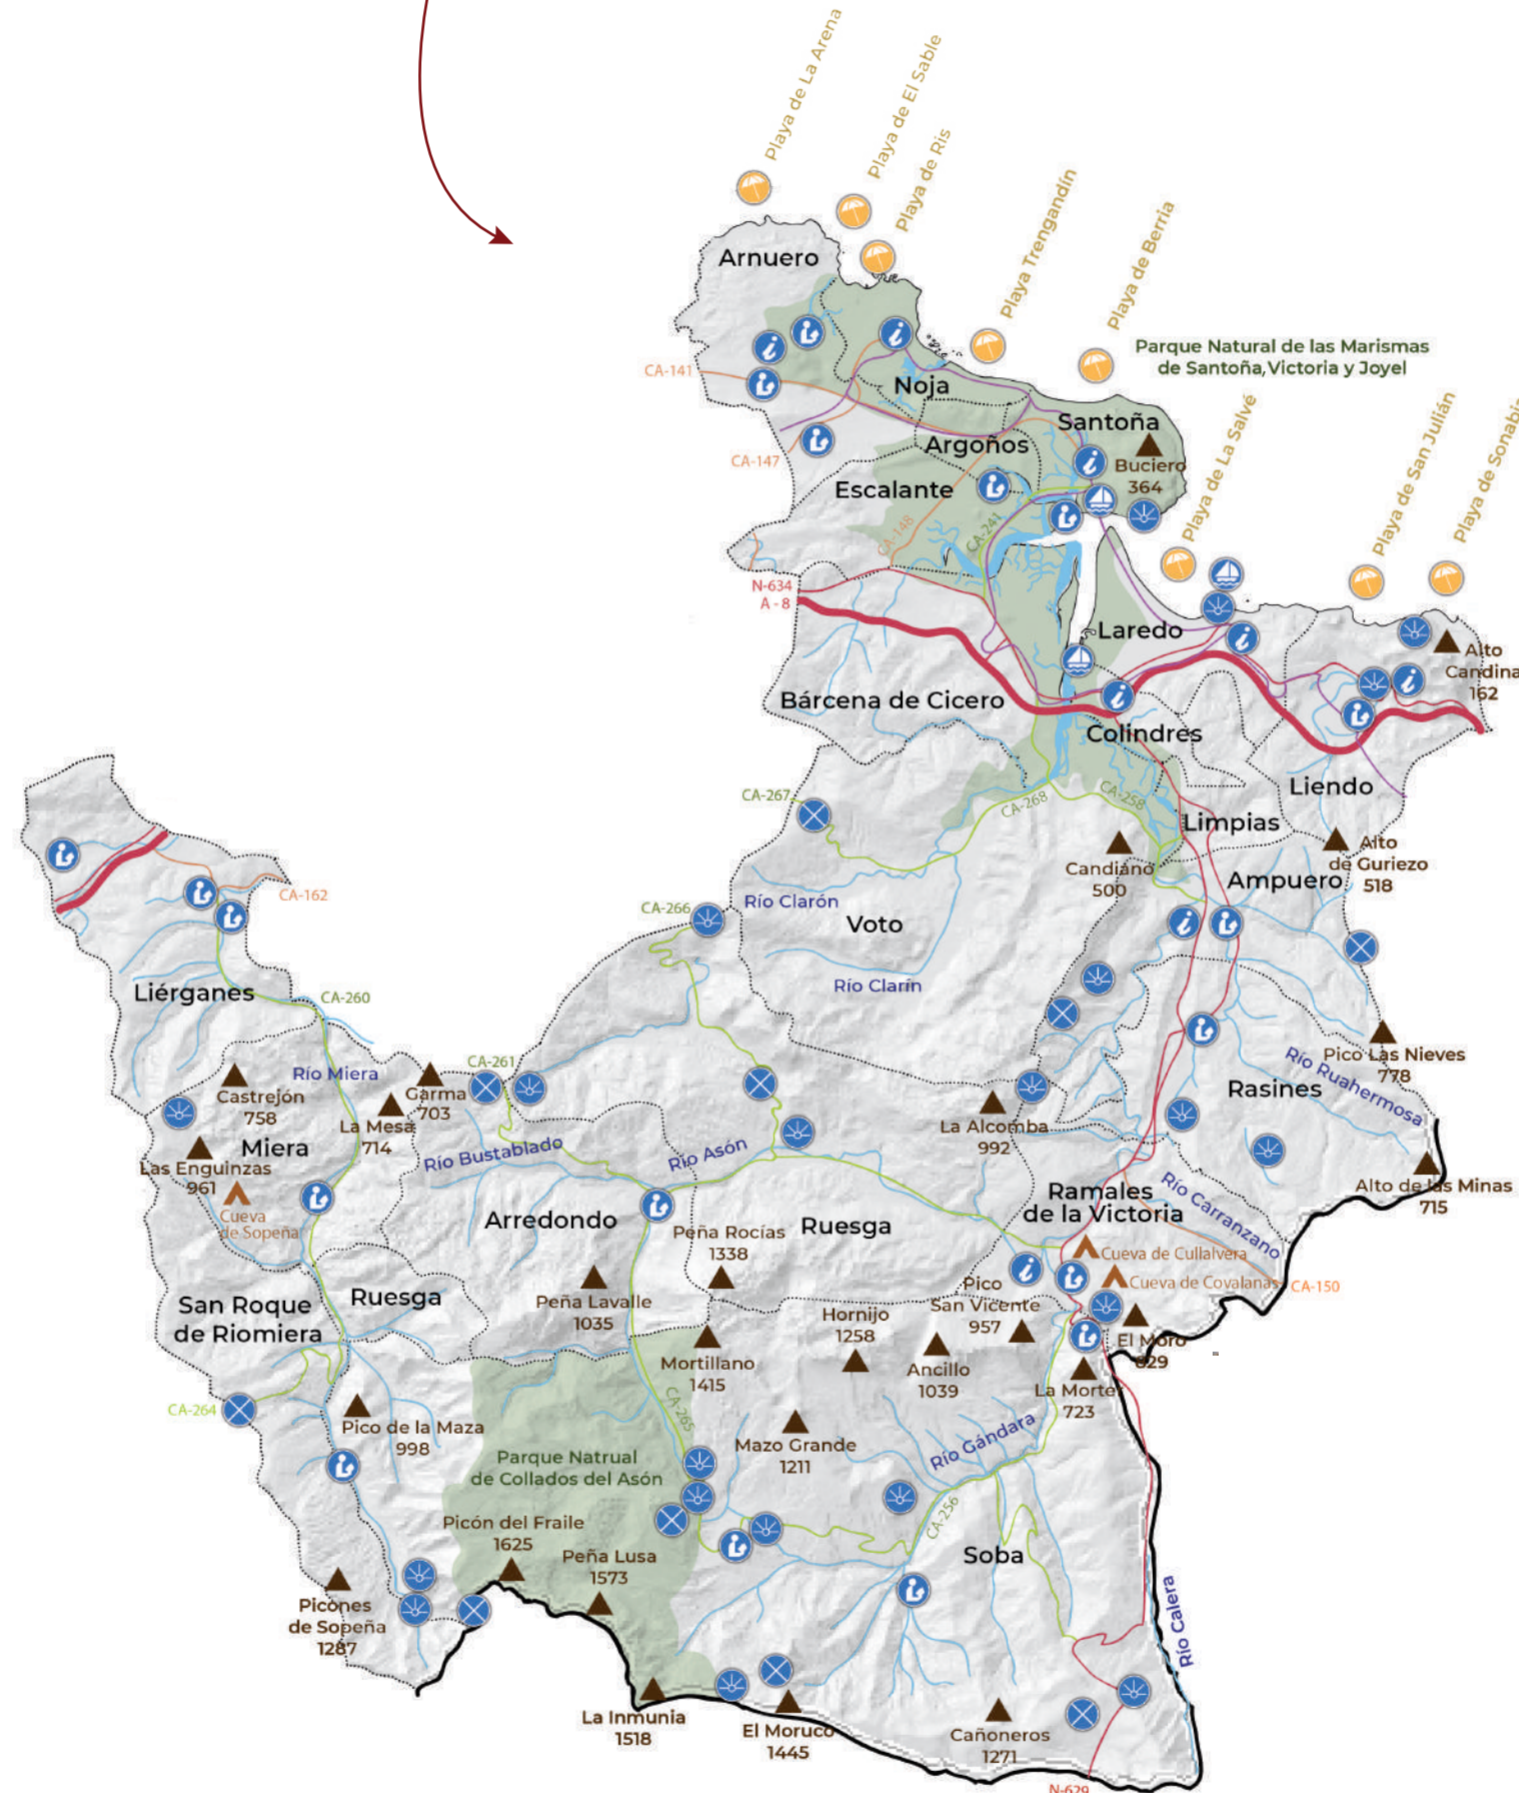 Playa de La Arena
Playa de El Sable
Playa de Ris
Playa Trengandín
Playa de Berria
Playa de La Salvé
Playa de San Julián
Playa de Sonabia
Arnuero
Parque Natural de las Marismas
de Santoña, Victoria y Joyel
CA-141
Noja
Santoña
Argoños
CA-147
Buciero
364
Escalante
CA-148
CA-241
N-634
A-8
Laredo
Alto
Candina
162
Bárcena de Cicero
Colindres
Liendo
CA-267
CA-268
CA-258
Limpias
Candiano
500
Alto
de Guriezo
518
Ampuero
CA-162
CA-266
Río Clarón
Voto
Río Clarín
Liérganes
CA-260
CA-261
Río Miera
Castrejón
758
Garma
703
La Mesa
714
Miera
Las Enguinzas
961
Cueva
de Sopeña
Pico Las Nieves
778
Río Ruahermosa
Rasines
La Alcomba
992
Río Bustablado
Río Asón
Alto de las Minas
715
Ramales
de la Victoria
Río Carranzano
Arredondo
Peña Rocías
1338
Ruesga
Cueva de Cullalvera
Cueva de Covalanas
CA-150
San Roque
de Riomiera
Ruesga
Peña Lavalle
1035
Pico
San Vicente
957
Hornijo
1258
El Moro
629
Mortillano
1415
Ancillo
1039
La Morte
723
CA-264
CA-265
Pico de la Maza
998
Mazo Grande
1211
Río Gándara
Parque Natrual
de Collados del Asón
CA-256
Picón del Fraile
1625
Peña Lusa
1573
Soba
Picones
de Sopeña
1287
Río Calera
La Inmunia
1518
El Moruco
1445
Cañoneros
1271
N-629